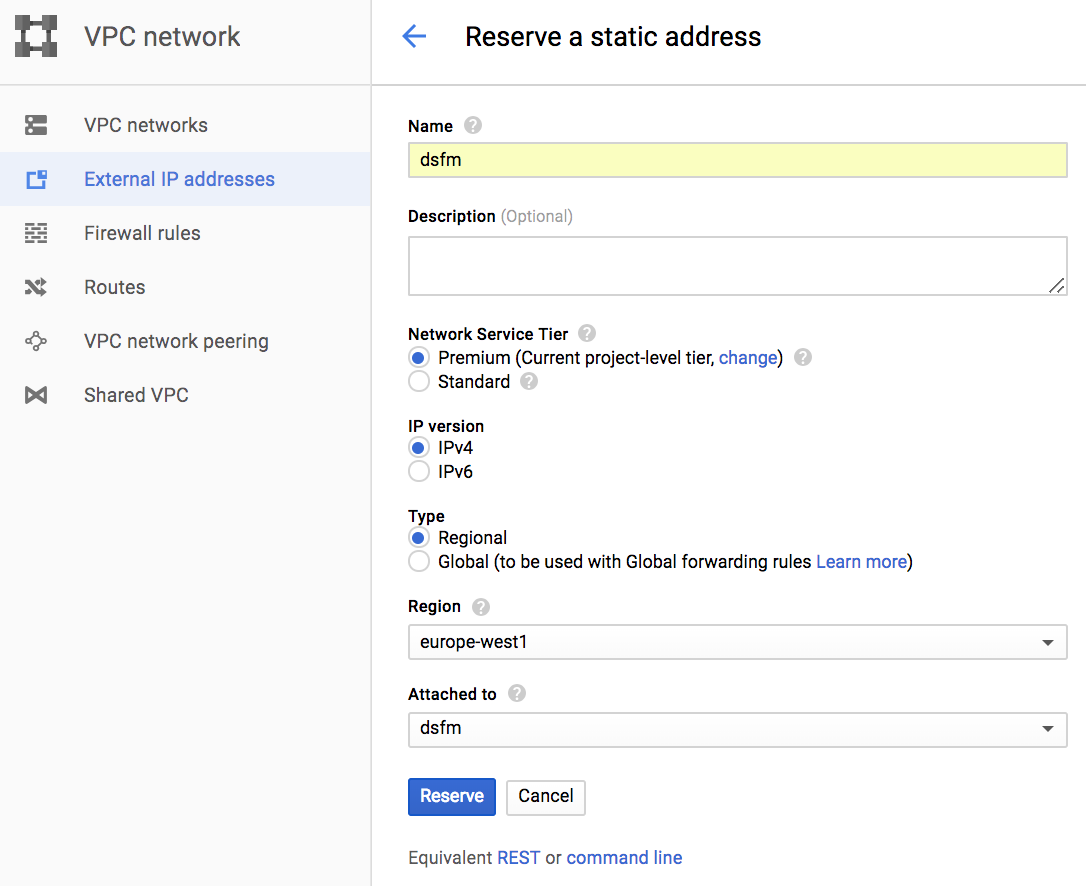 VPC network
VPC networks
External IP addresses
Firewall rules
Routes
VPC network peering
Shared VPC
Reserve a static address
Name ?
dsfm
Description (Optional)
Network Service Tier ?
Premium (Current project-level tier, change) ?
Standard ?
IP version
IPv4
IPv6
Type
Regional
Global (to be used with Global forwarding rules Learn more)
Region ?
europe-west1
Attached to ?
dsfm
Reserve Cancel
Equivalent REST or command line